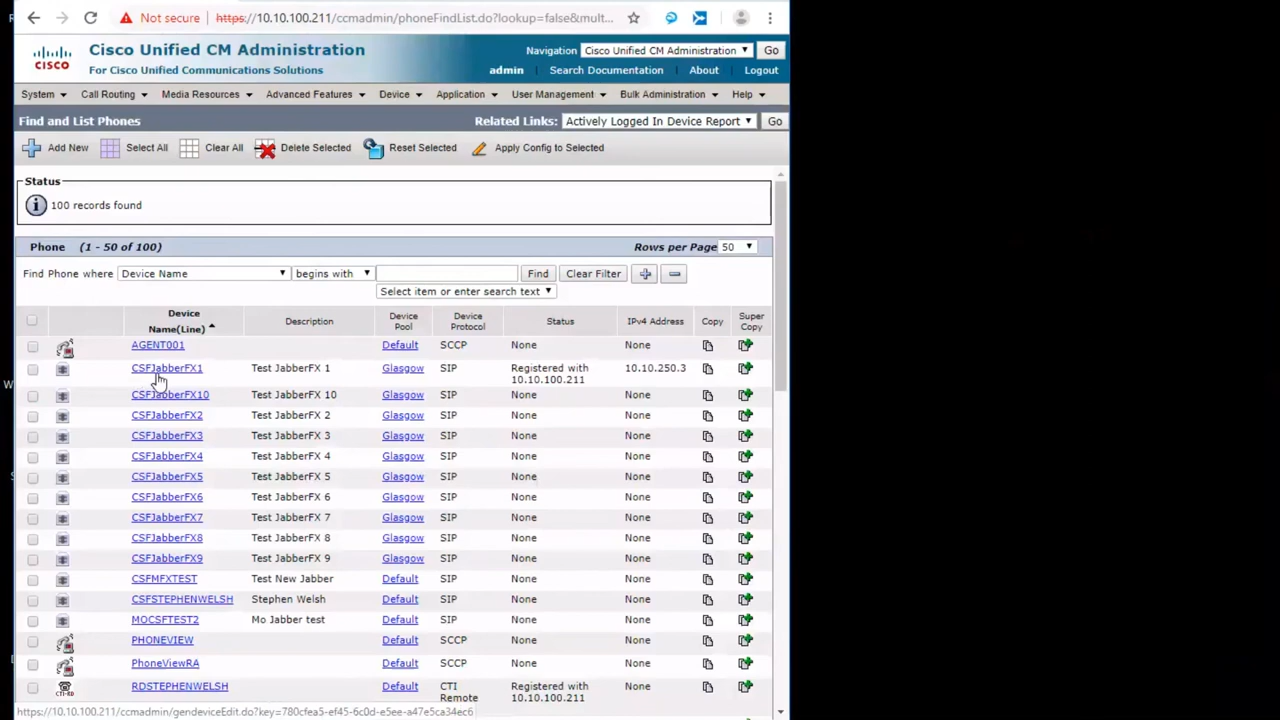 Not secure https://10.10.100.211/ccmadmin/phoneFindList.do?lookup=false&mult...
CISCO
Cisco Unified CM Administration
For Cisco Unified Communications Solutions
Navigation Cisco Unified CM Administration Go
admin Search Documentation About Logout
System Call Routing Media Resources Advanced Features Device Application User Management Bulk Administration Help
Find and List Phones Related Links: Actively Logged In Device Report Go
Add New Select All Clear All Delete Selected Reset Selected Apply Config to Selected
Status
i 100 records found
Phone (1 - 50 of 100) Rows per Page 50
Find Phone where Device Name begins with Find Clear Filter
Select item or enter search text
Device Name(Line) Description Device Pool Device Protocol Status IPv4 Address Copy Super Copy
AGENT001 Default SCCP None None
CSFJabberFX1 Test JabberFX 1 Glasgow SIP Registered with 10.10.100.211 10.10.250.3
CSFJabberFX10 Test JabberFX 10 Glasgow SIP None None
CSFJabberFX2 Test JabberFX 2 Glasgow SIP None None
CSFJabberFX3 Test JabberFX 3 Glasgow SIP None None
CSFJabberFX4 Test JabberFX 4 Glasgow SIP None None
CSFJabberFX5 Test JabberFX 5 Glasgow SIP None None
CSFJabberFX6 Test JabberFX 6 Glasgow SIP None None
CSFJabberFX7 Test JabberFX 7 Glasgow SIP None None
CSFJabberFX8 Test JabberFX 8 Glasgow SIP None None
CSFJabberFX9 Test JabberFX 9 Glasgow SIP None None
CSFMFXTEST Test New Jabber Default SIP None None
CSFSTEPHENWELSH Stephen Welsh Default SIP None None
MOCSFTEST2 Mo Jabber test Default SIP None None
PHONEVIEW Default SCCP None None
PhoneViewRA Default SCCP None None
CTI-RD RDSTEPHENWELSH Default CTI Remote Registered with 10.10.100.211 None
https://10.10.100.211/ccmadmin/gendeviceEdit.do?key=780cfea5-ef45-6c0d-e5ee-a47e5ca34ec6